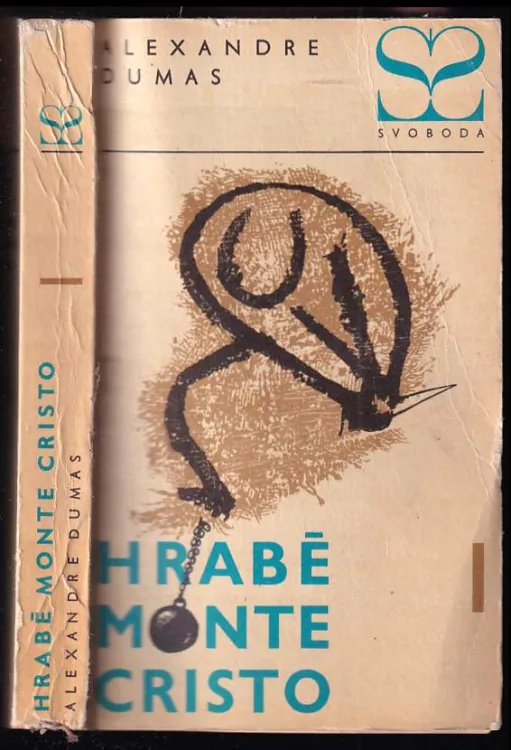 ALEXANDRE
DUMAS
SVOBODA
HRABĚ
MONTE
CRISTO
HRABĚ MONTE CRISTO
ALEXANDRE DUMAS